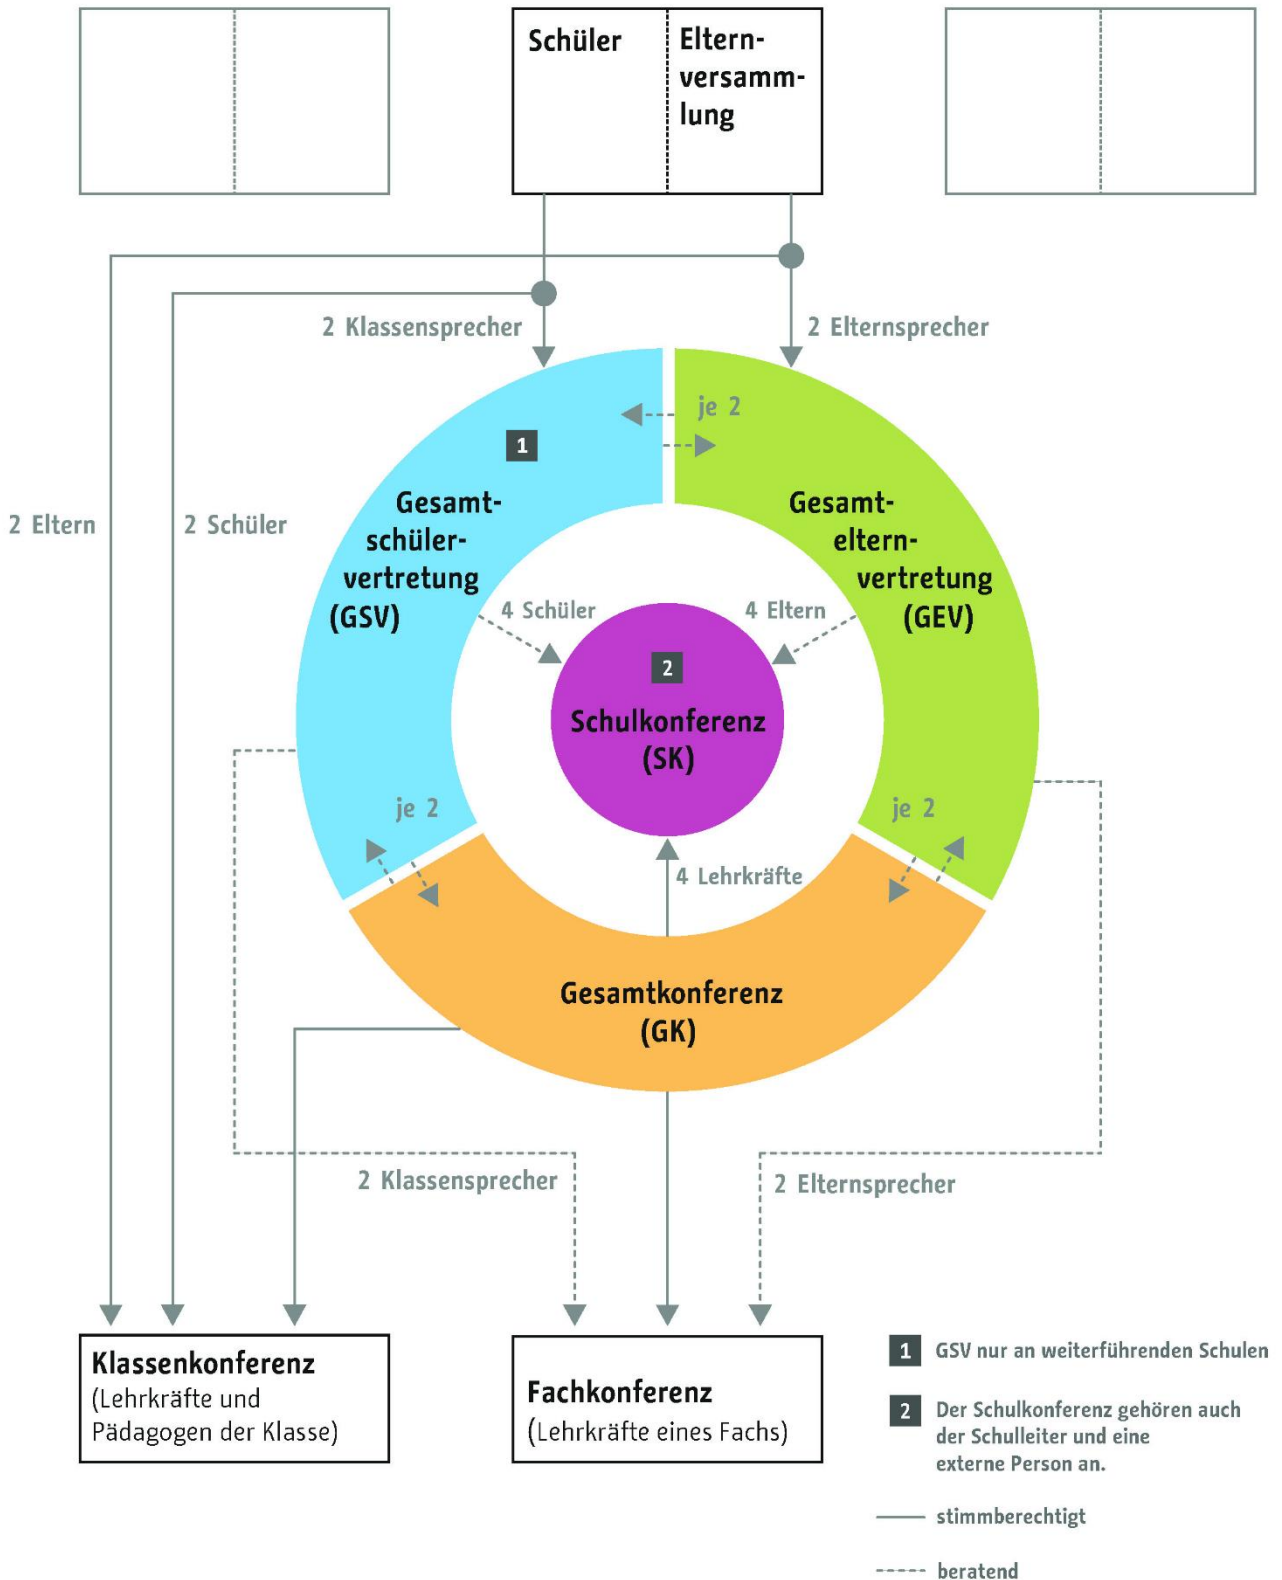 Schüler
Eltern-
versamm-
lung
2 Klassensprecher
2 Elternsprecher
je 2
1
2 Eltern
2 Schüler
Gesamt-
schüler-
vertretung
(GSV)
Gesamt-
eltern-
vertretung
(GEV)
4 Schüler
4 Eltern
2
Schulkonferenz
(SK)
je 2
je 2
4 Lehrkräfte
Gesamtkonferenz
(GK)
2 Klassensprecher
2 Elternsprecher
Klassenkonferenz
(Lehrkräfte und
Pädagogen der Klasse)
Fachkonferenz
(Lehrkräfte eines Fachs)
1 GSV nur an weiterführenden Schulen
2 Der Schulkonferenz gehören auch
der Schulleiter und eine
externe Person an.
stimmberechtigt
beratend